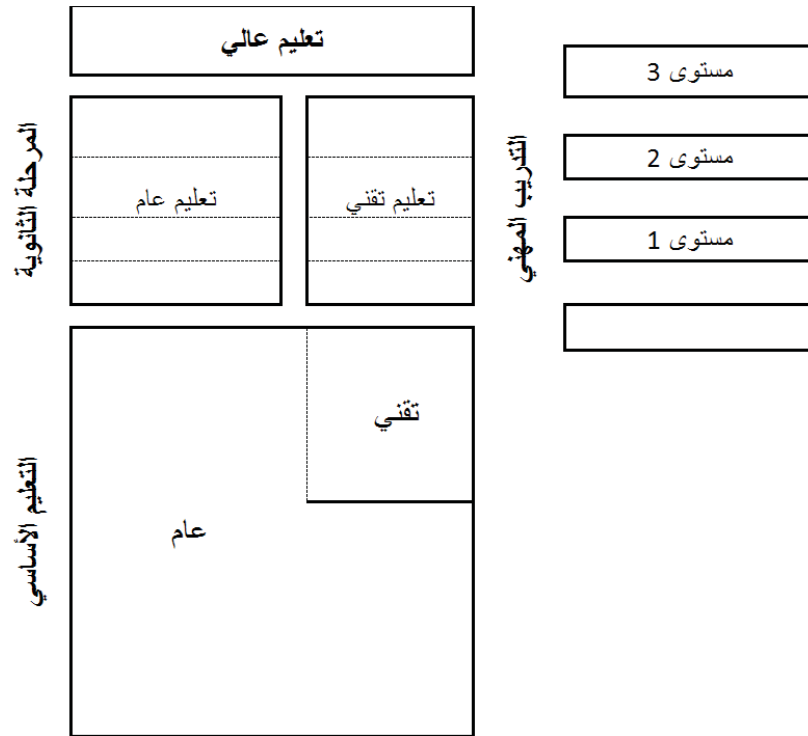 تعليم عالي
المرحلة الثانوية
تعليم عام
تعليم تقني
التدريب المهني
مستوى 3
مستوى 2
مستوى 1
التعليم الأساسي
تقني
عام